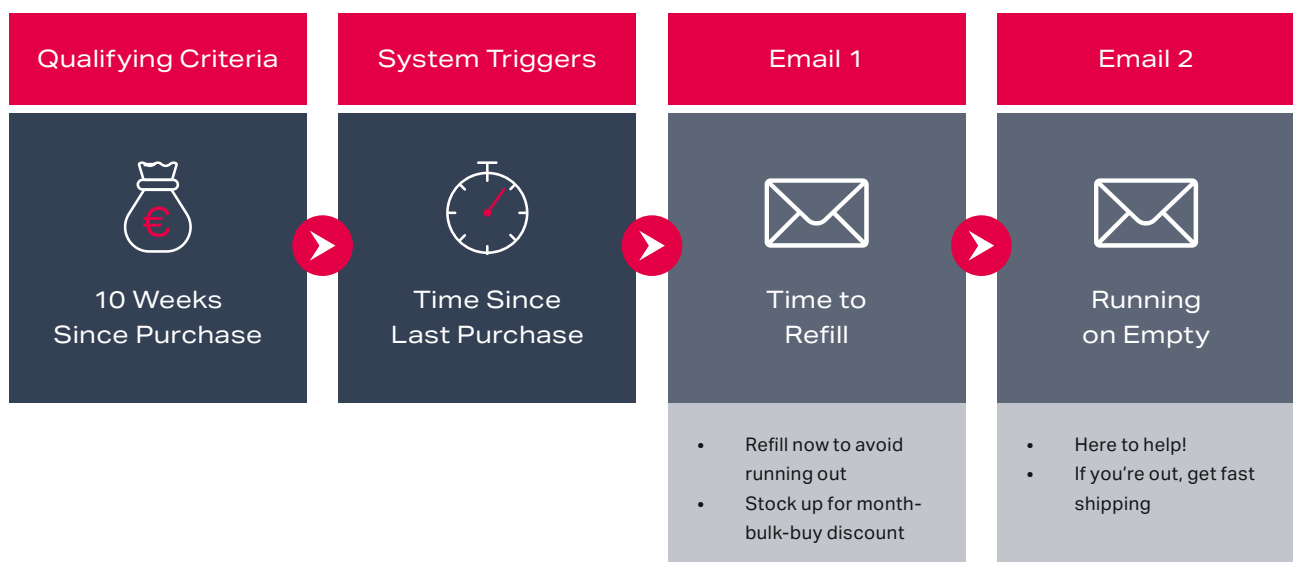 Qualifying Criteria
System Triggers
Email 1
Email 2
€
10 Weeks
Since Purchase
Time Since
Last Purchase
Time to
Refill
Running
on Empty
• Refill now to avoid
running out
• Stock up for month-
bulk-buy discount
• Here to help!
• If you're out, get fast
shipping